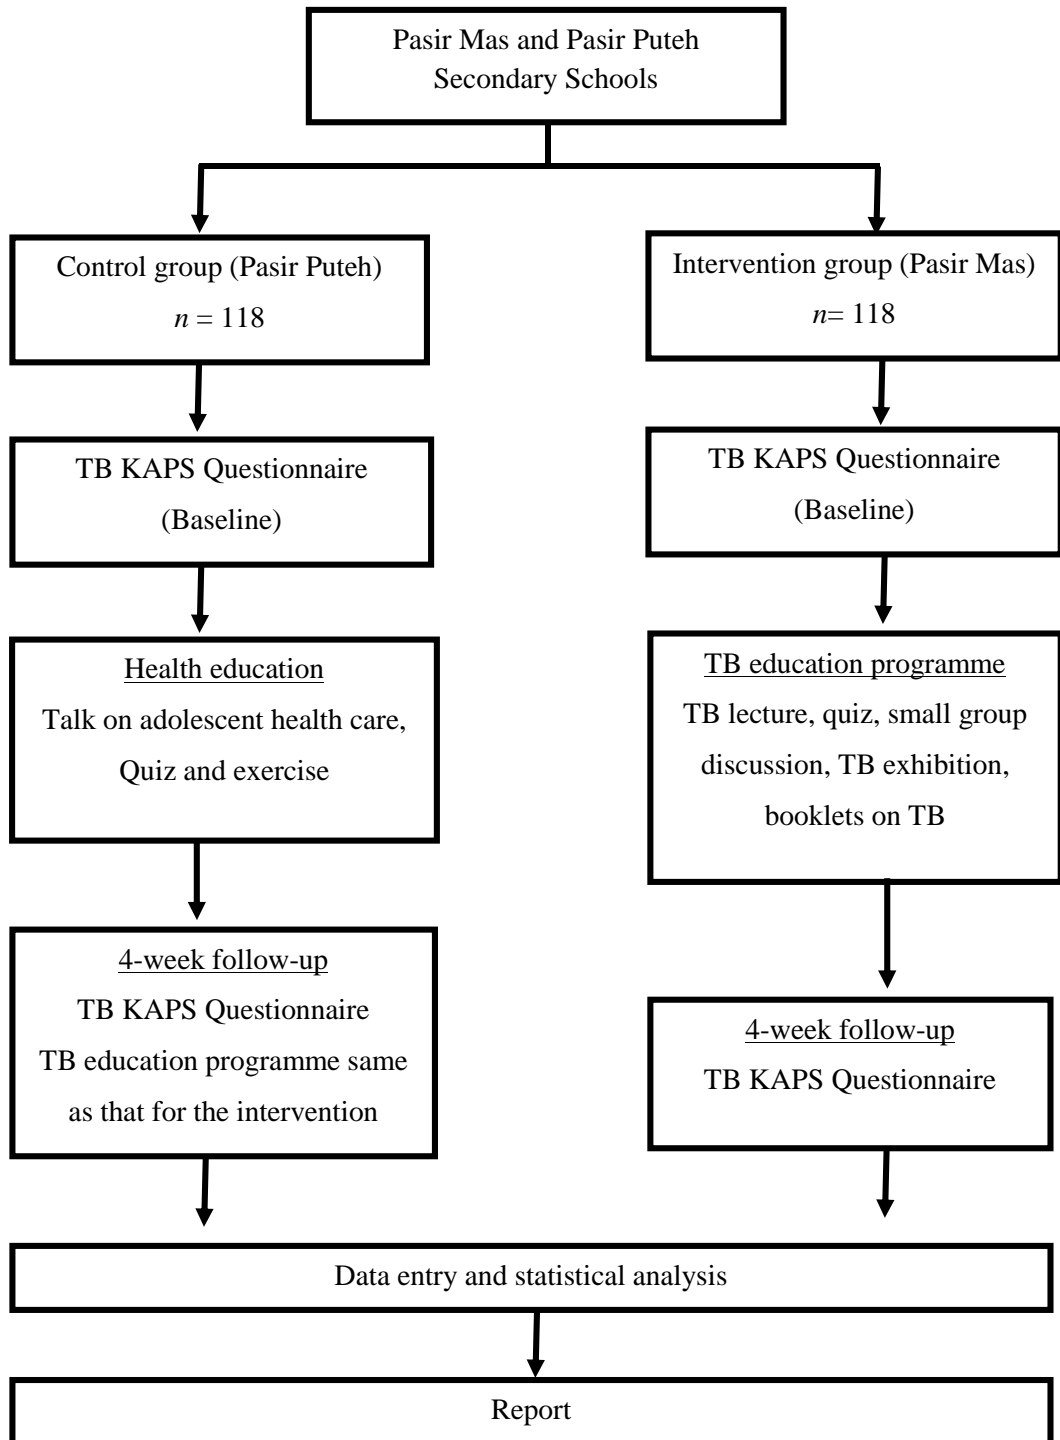 Pasir Mas and Pasir Puteh
Secondary Schools
Control group (Pasir Puteh)
n = 118
Intervention group (Pasir Mas)
n= 118
TB KAPS Questionnaire
(Baseline)
TB KAPS Questionnaire
(Baseline)
Health education
Talk on adolescent health care,
Quiz and exercise
TB education programme
TB lecture, quiz, small group
discussion, TB exhibition,
booklets on TB
4-week follow-up
TB KAPS Questionnaire
TB education programme same
as that for the intervention
4-week follow-up
TB KAPS Questionnaire
Data entry and statistical analysis
Report